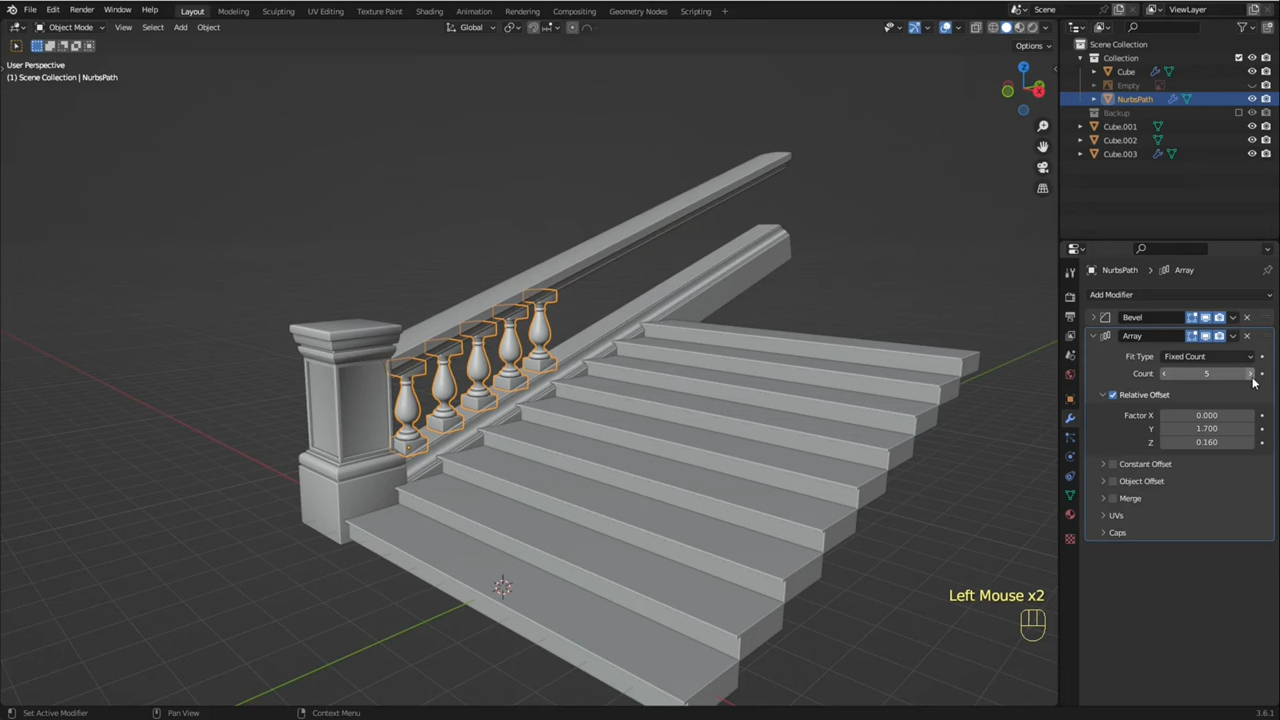 File Edit Render Window Help Layout Modeling Sculpting UV Editing Texture Paint Shading Animation Rendering Compositing Geometry Nodes Scripting + Scene ViewLayer
Object Mode View Select Add Object Global
Options
User Perspective
(1) Scene Collection | NurbsPath
Z
X
Scene Collection
Collection
Cube
Empty
NurbsPath
Backup
Cube.001
Cube.002
Cube.003
NurbsPath > Array
Add Modifier
Bevel
Array
Fit Type Fixed Count
Count 5
Relative Offset
Factor X 0.000
Y 1.700
Z 0.160
Constant Offset
Object Offset
Merge
UVs
Caps
Left Mouse x2
Set Active Modifier Pan View Context Menu 3.6.1